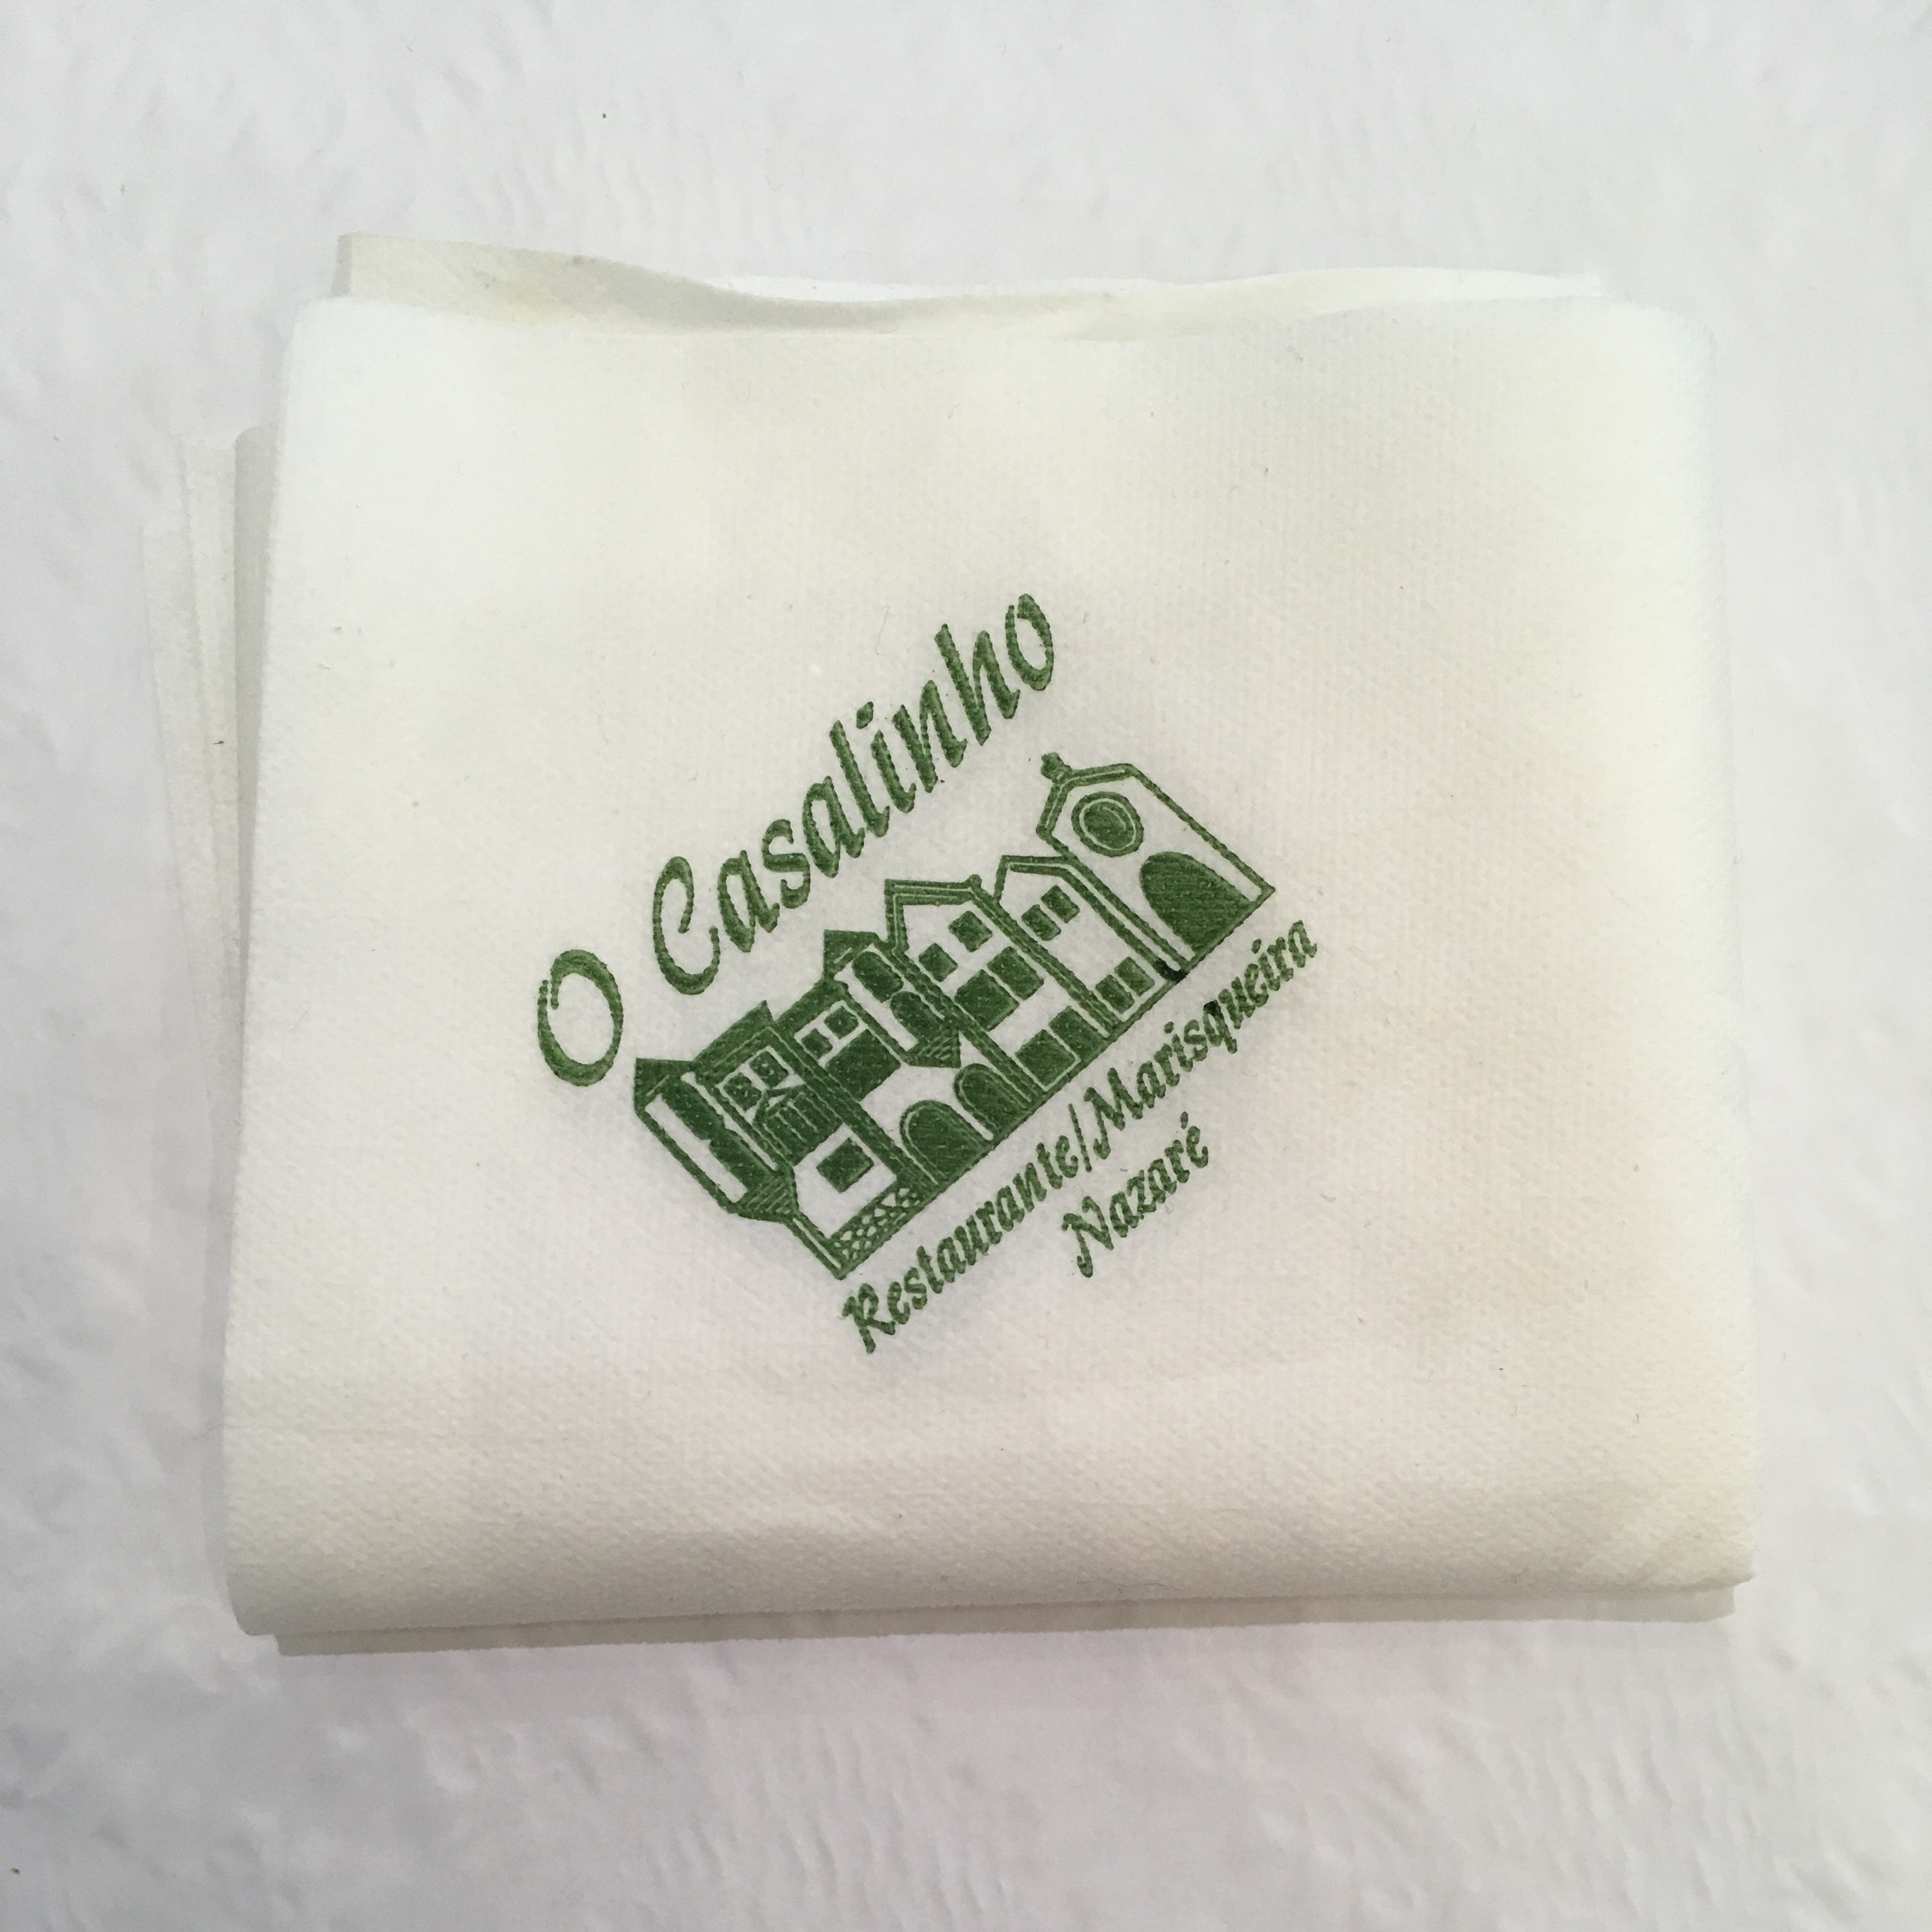 O Casalinho
Restaurante/Marisqueira
Nazaré